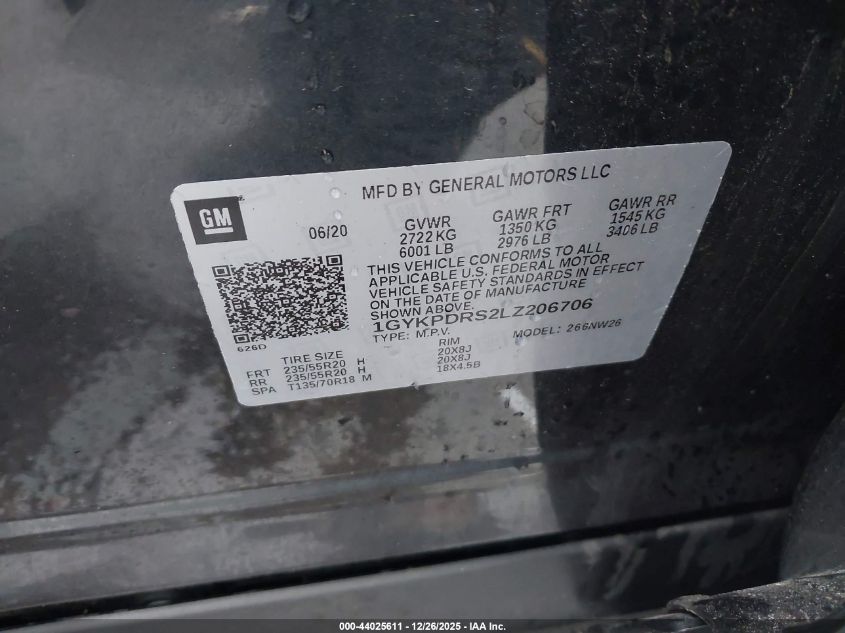 MFD BY GENERAL MOTORS LLC
GM
06/20
GVWR
2722 KG
6001 LB
GAWR FRT
1350 KG
2976 LB
GAWR RR
1545 KG
3406 LB
THIS VEHICLE CONFORMS TO ALL
APPLICABLE U.S. FEDERAL MOTOR
VEHICLE SAFETY STANDARDS IN EFFECT
ON THE DATE OF MANUFACTURE
SHOWN ABOVE.
1GYKPDRS2LZ206706
TYPE: M.P.V. MODEL: 266NW26
626D
TIRE SIZE RIM
FRT 235/55R20 H 20X8J
RR 235/55R20 H 20X8J
SPA T135/70R18 M 18X4.5B
000-44025611 - 12/26/2025 - IAA Inc.